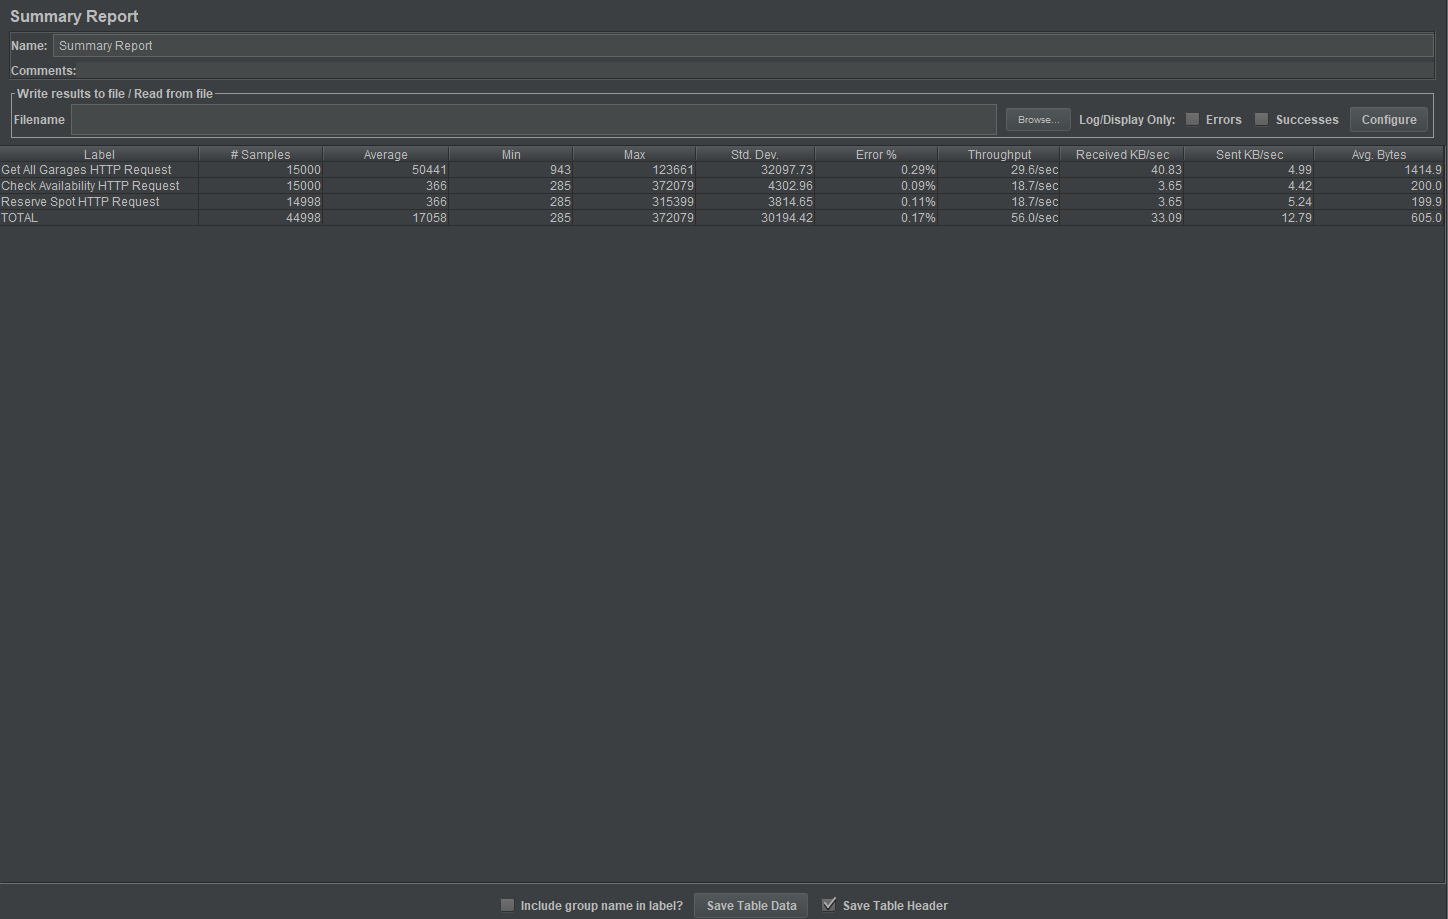 Summary Report
Name: Summary Report
Comments:
Write results to file / Read from file
Filename Browse... Log/Display Only: Errors Successes Configure
Label # Samples Average Min Max Std. Dev. Error % Throughput Received KB/sec Sent KB/sec Avg. Bytes
Get All Garages HTTP Request 15000 50441 943 123661 32097.73 0.29% 29.6/sec 40.83 4.99 1414.9
Check Availability HTTP Request 15000 366 285 372079 4302.96 0.09% 18.7/sec 3.65 4.42 200.0
Reserve Spot HTTP Request 14998 366 285 315399 3814.65 0.11% 18.7/sec 3.65 5.24 199.9
TOTAL 44998 17058 285 372079 30194.42 0.17% 56.0/sec 33.09 12.79 605.0
Include group name in label? Save Table Data Save Table Header